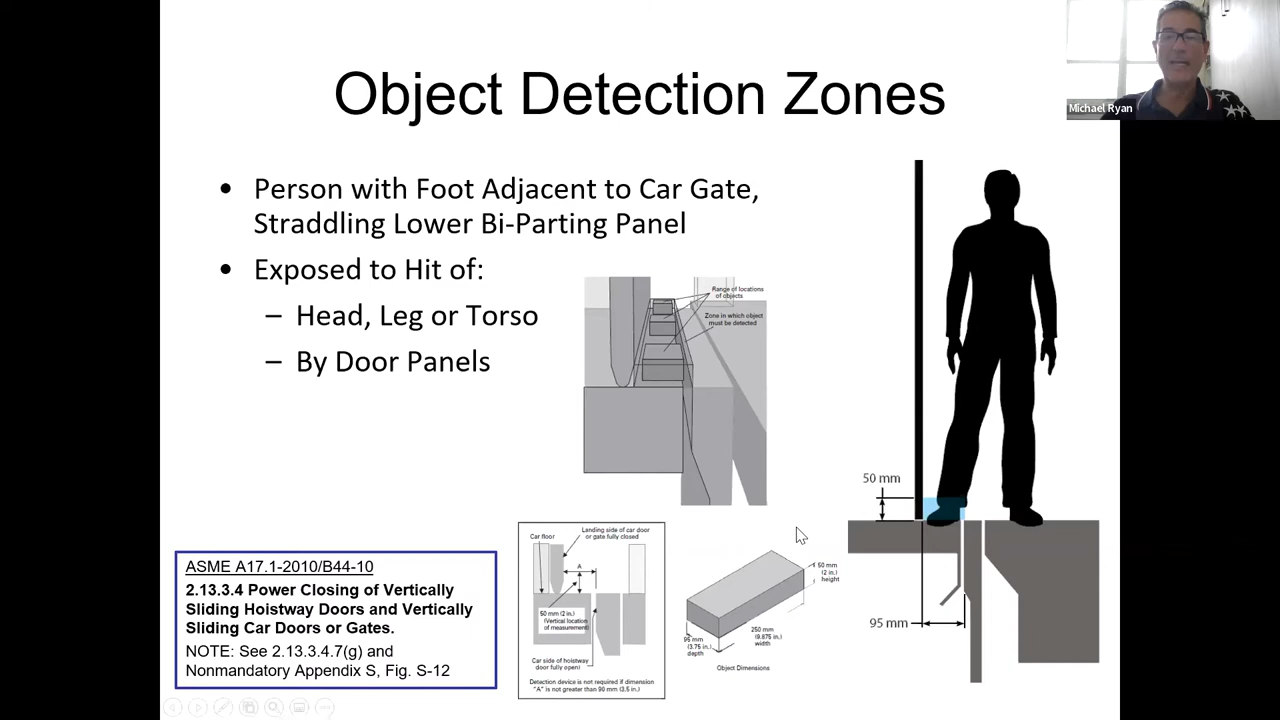 Object Detection Zones
Michael Ryan
• Person with Foot Adjacent to Car Gate,
Straddling Lower Bi-Parting Panel
• Exposed to Hit of:
– Head, Leg or Torso
– By Door Panels
Range of locations
of objects
Zone in which object
must be detected
50 mm
95 mm
ASME A17.1-2010/B44-10
2.13.3.4 Power Closing of Vertically
Sliding Hoistway Doors and Vertically
Sliding Car Doors or Gates.
NOTE: See 2.13.3.4.7(g) and
Nonmandatory Appendix S, Fig. S-12
Car floor
Landing side of car door
or gate fully closed
A
50 mm (2 in.)
(Vertical location
of measurement)
Car side of hoistway
door fully open)
Detection device is not required if dimension
"A" is not greater than 90 mm (3.5 in.)
50 mm
(2 in.)
height
250 mm
(9.875 in.)
width
95 mm
(3.75 in.)
depth
Object Dimensions